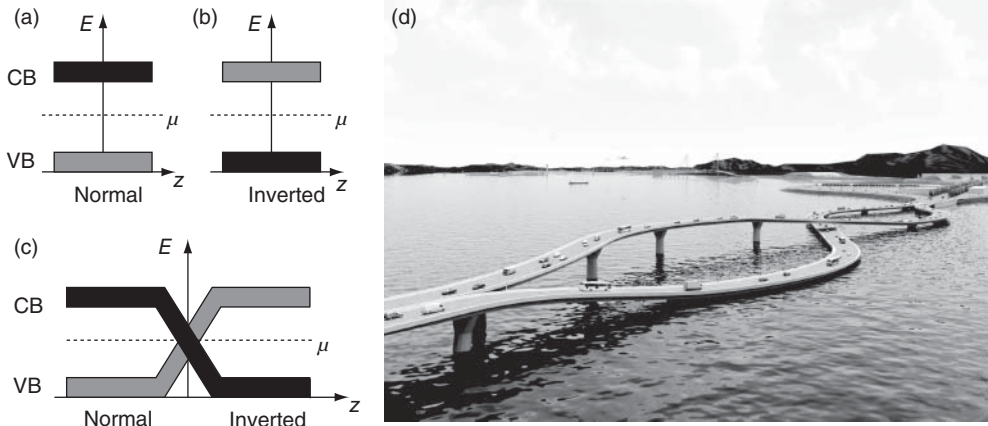 (a)
E
CB
μ
VB
z
Normal
(b)
E
μ
z
Inverted
(c)
E
CB
μ
VB
z
Normal
Inverted
(d)